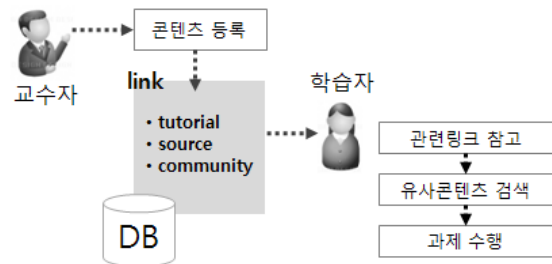 콘텐츠 등록
교수자
link
• tutorial
• source
• community
DB
학습자
관련링크 참고
유사콘텐츠 검색
과제 수행